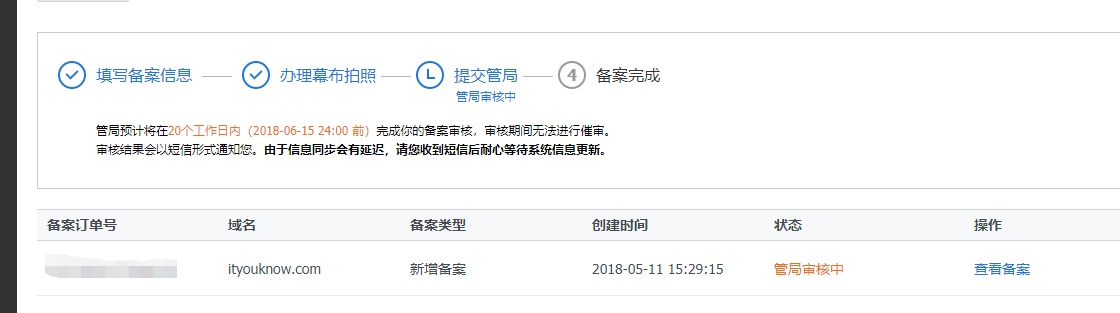 填写备案信息 办理幕布拍照 提交管局 4 备案完成
管局审核中
管局预计将在20个工作日内（2018-06-15 24:00 前）完成你的备案审核，审核期间无法进行催审。
审核结果会以短信形式通知您。由于信息同步会有延迟，请您收到短信后耐心等待系统信息更新。
备案订单号 域名 备案类型 创建时间 状态 操作
ityouknow.com 新增备案 2018-05-11 15:29:15 管局审核中 查看备案